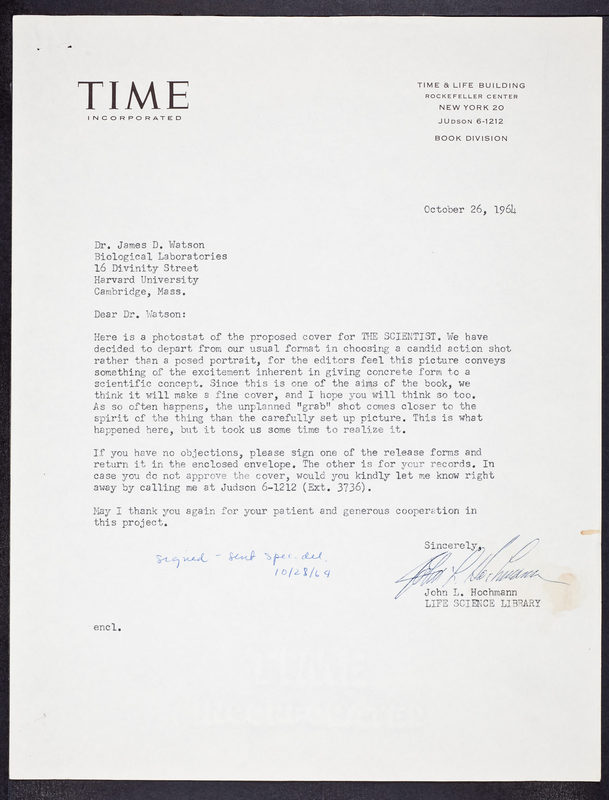 TIME
INCORPORATED
TIME & LIFE BUILDING
ROCKEFELLER CENTER
NEW YORK 20
JUdson 6-1212
BOOK DIVISION
October 26, 1964
Dr. James D. Watson
Biological Laboratories
16 Divinity Street
Harvard University
Cambridge, Mass.
Dear Dr. Watson:
Here is a photostat of the proposed cover for THE SCIENTIST. We have
decided to depart from our usual format in choosing a candid action shot
rather than a posed portrait, for the editors feel this picture conveys
something of the excitement inherent in giving concrete form to a
scientific concept. Since this is one of the aims of the book, we
think it will make a fine cover, and I hope you will think so too.
As so often happens, the unplanned "grab" shot comes closer to the
spirit of the thing than the carefully set up picture. This is what
happened here, but it took us some time to realize it.
If you have no objections, please sign one of the release forms and
return it in the enclosed envelope. The other is for your records. In
case you do not approve the cover, would you kindly let me know right
away by calling me at Judson 6-1212 (Ext. 3736).
May I thank you again for your patient and generous cooperation in
this project.
Sincerely,
signed - sent spec. del.
10/28/64
John L. Hochmann
John L. Hochmann
LIFE SCIENCE LIBRARY
encl.